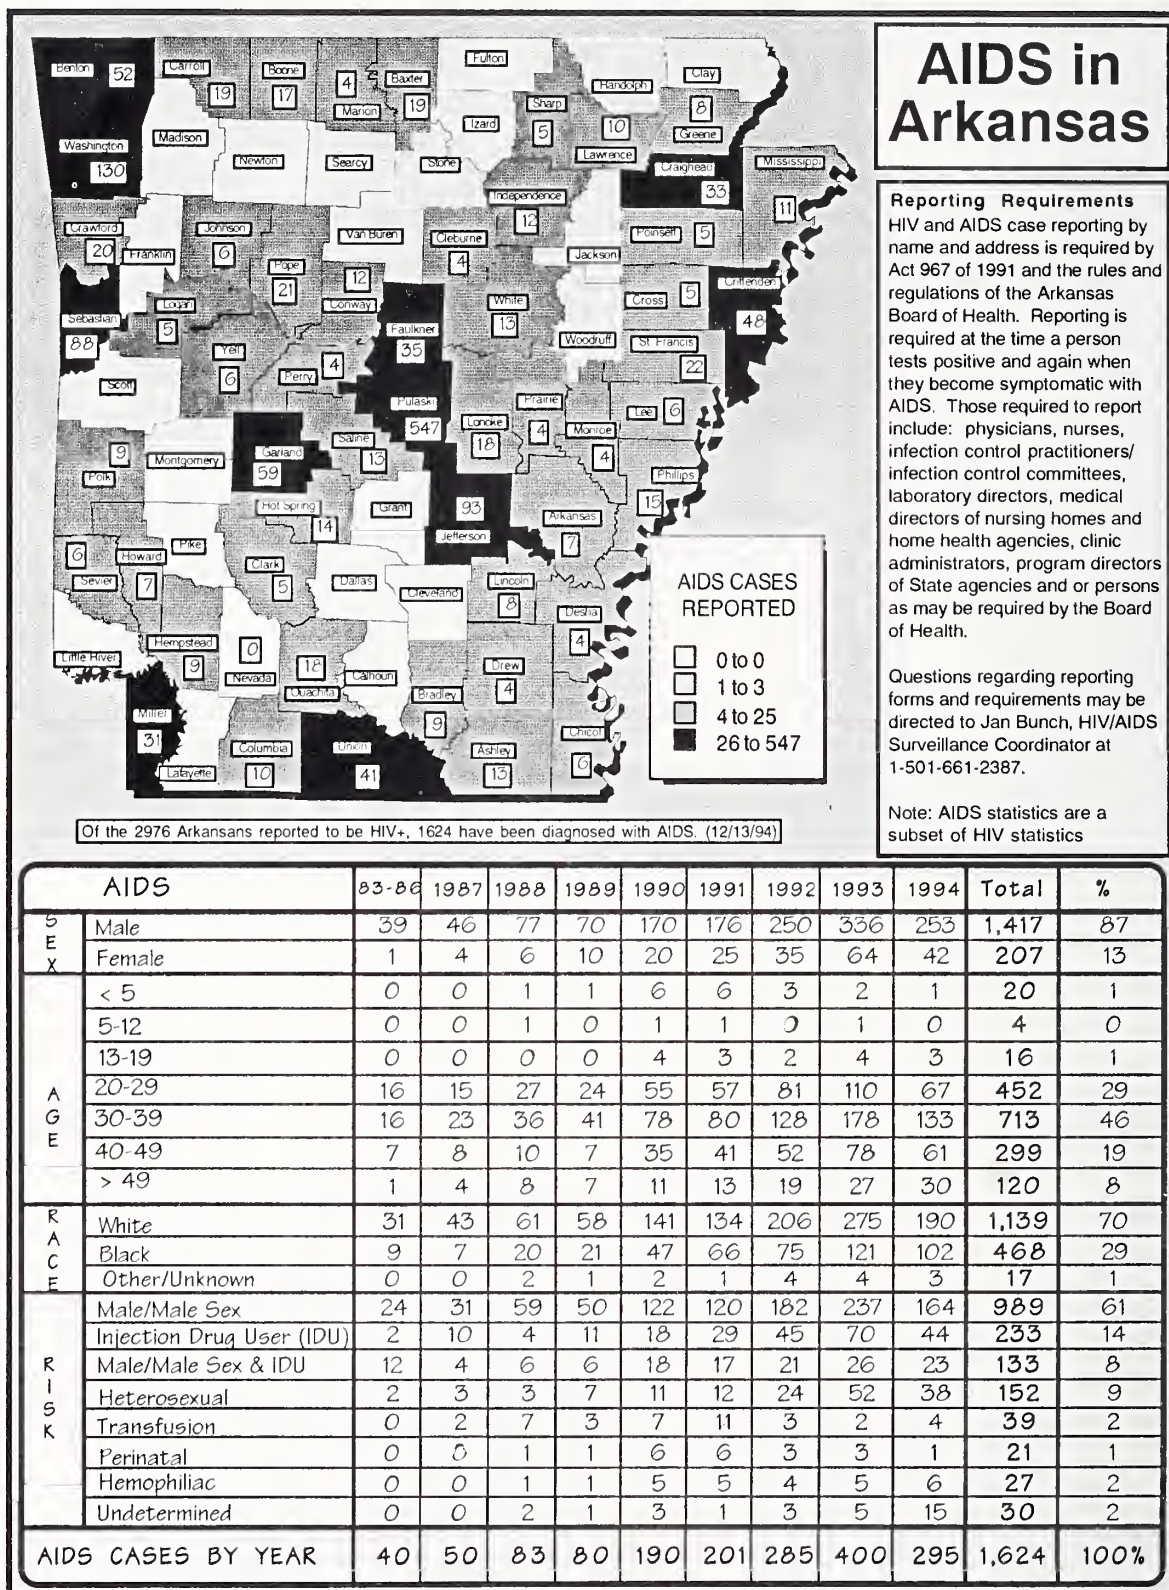 AIDS in
Arkansas
Benton 52
Carroll
19
Boone
17
4
Marion
Baxter
19
Fulton
Randolph
Clay
Sharp
5
10
Lawrence
8
Greene
Izard
Madison
Washington
130
Newton
Searcy
Stone
Craighead
33
Mississippi
11
Independence
12
Crawford
20
Franklin
Johnson
6
Van Buren
Cleburne
4
Jackson
Poinsett 5
Pope
21
12
Conway
Logan
5
Sebastian
88
White
13
Cross 5
Crittenden
48
Faulkner
35
Woodruff
St. Francis
22
Yell
6
Perry 4
Scott
Pulaski
547
Prairie
4
Lonoke
18
Monroe
4
Lee 6
Garland
59
Saline
13
9
Polk
Montgomery
Phillips
15
Hot Spring
14
Grant
93
Jefferson
Arkansas
7
Pike
6
Sevier
Howard
7
Clark
5
Dallas
Cleveland
Lincoln
8
Desha
4
Little River
Hempstead
9
0
Nevada
18
Ouachita
Calhoun
Bradley
9
Drew
4
Miller
31
Lafayette
Columbia
10
Union
41
Ashley
13
Chicot
6
AIDS CASES
REPORTED
0 to 0
1 to 3
4 to 25
26 to 547
Of the 2976 Arkansans reported to be HIV+, 1624 have been diagnosed with AIDS. (12/13/94)
Reporting Requirements
HIV and AIDS case reporting by
name and address is required by
Act 967 of 1991 and the rules and
regulations of the Arkansas
Board of Health. Reporting is
required at the time a person
tests positive and again when
they become symptomatic with
AIDS. Those required to report
include: physicians, nurses,
infection control practitioners/
infection control committees,
laboratory directors, medical
directors of nursing homes and
home health agencies, clinic
administrators, program directors
of State agencies and or persons
as may be required by the Board
of Health.
Questions regarding reporting
forms and requirements may be
directed to Jan Bunch, HIV/AIDS
Surveillance Coordinator at
1-501-661-2387.
Note: AIDS statistics are a
subset of HIV statistics
AIDS 83-86 1987 1988 1989 1990 1991 1992 1993 1994 Total %
SEX
Male 39 46 77 70 170 176 250 336 253 1,417 87
Female 1 4 6 10 20 25 35 64 42 207 13
AGE
< 5 0 0 1 1 6 6 3 2 1 20 1
5-12 0 0 1 0 1 1 0 1 0 4 0
13-19 0 0 0 0 4 3 2 4 3 16 1
20-29 16 15 27 24 55 57 81 110 67 452 29
30-39 16 23 36 41 78 80 128 178 133 713 46
40-49 7 8 10 7 35 41 52 78 61 299 19
> 49 1 4 8 7 11 13 19 27 30 120 8
RACE
White 31 43 61 58 141 134 206 275 190 1,139 70
Black 9 7 20 21 47 66 75 121 102 468 29
Other/Unknown 0 0 2 1 2 1 4 4 3 17 1
RISK
Male/Male Sex 24 31 59 50 122 120 182 237 164 989 61
Injection Drug User (IDU) 2 10 4 11 18 29 45 70 44 233 14
Male/Male Sex & IDU 12 4 6 6 18 17 21 26 23 133 8
Heterosexual 2 3 3 7 11 12 24 52 38 152 9
Transfusion 0 2 7 3 7 11 3 2 4 39 2
Perinatal 0 0 1 1 6 6 3 3 1 21 1
Hemophiliac 0 0 1 1 5 5 4 5 6 27 2
Undetermined 0 0 2 1 3 1 3 5 15 30 2
AIDS CASES BY YEAR 40 50 83 80 190 201 285 400 295 1,624 100%